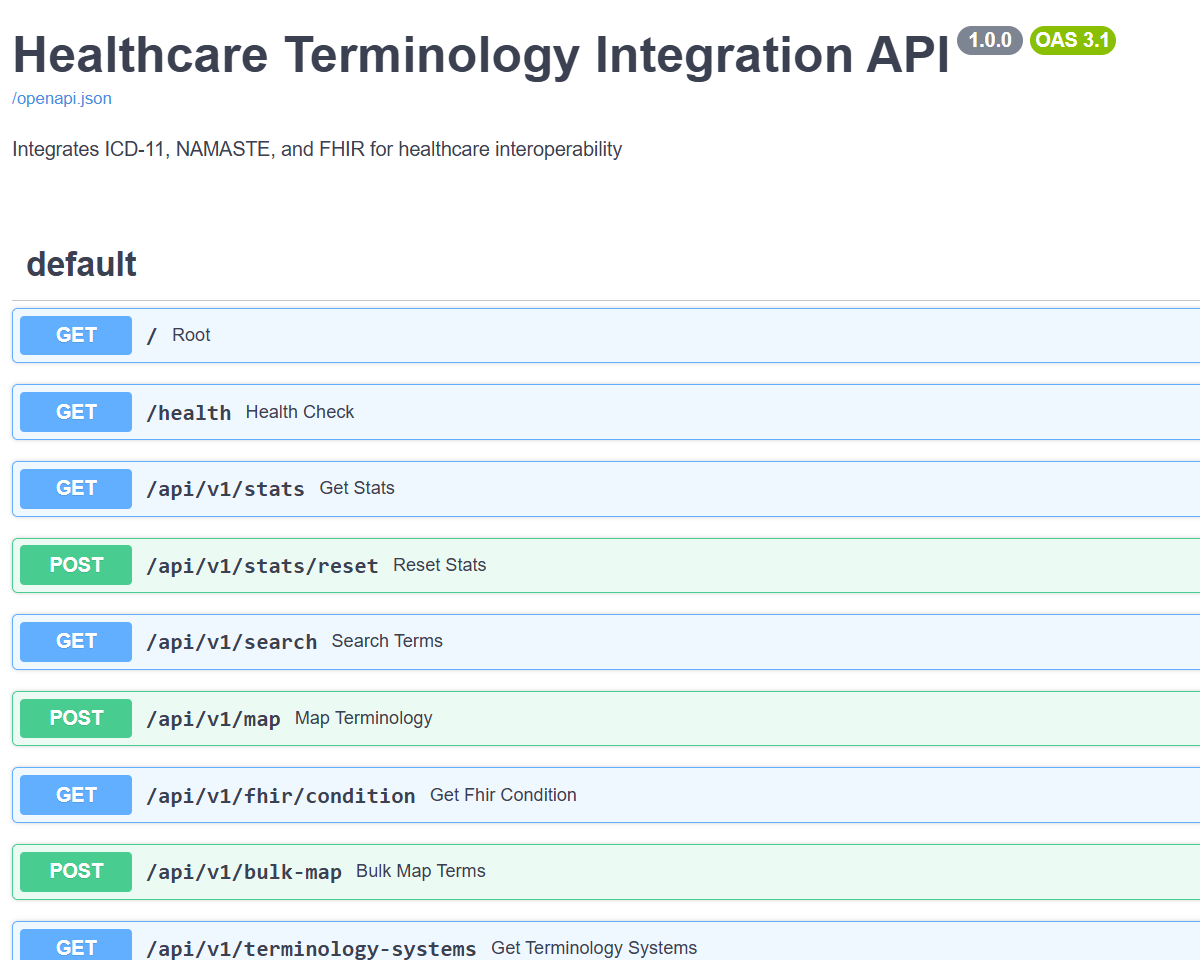 Healthcare Terminology Integration API 1.0.0 OAS 3.1
/openapi.json
Integrates ICD-11, NAMASTE, and FHIR for healthcare interoperability
default
GET / Root
GET /health Health Check
GET /api/v1/stats Get Stats
POST /api/v1/stats/reset Reset Stats
GET /api/v1/search Search Terms
POST /api/v1/map Map Terminology
GET /api/v1/fhir/condition Get Fhir Condition
POST /api/v1/bulk-map Bulk Map Terms
GET /api/v1/terminology-systems Get Terminology Systems